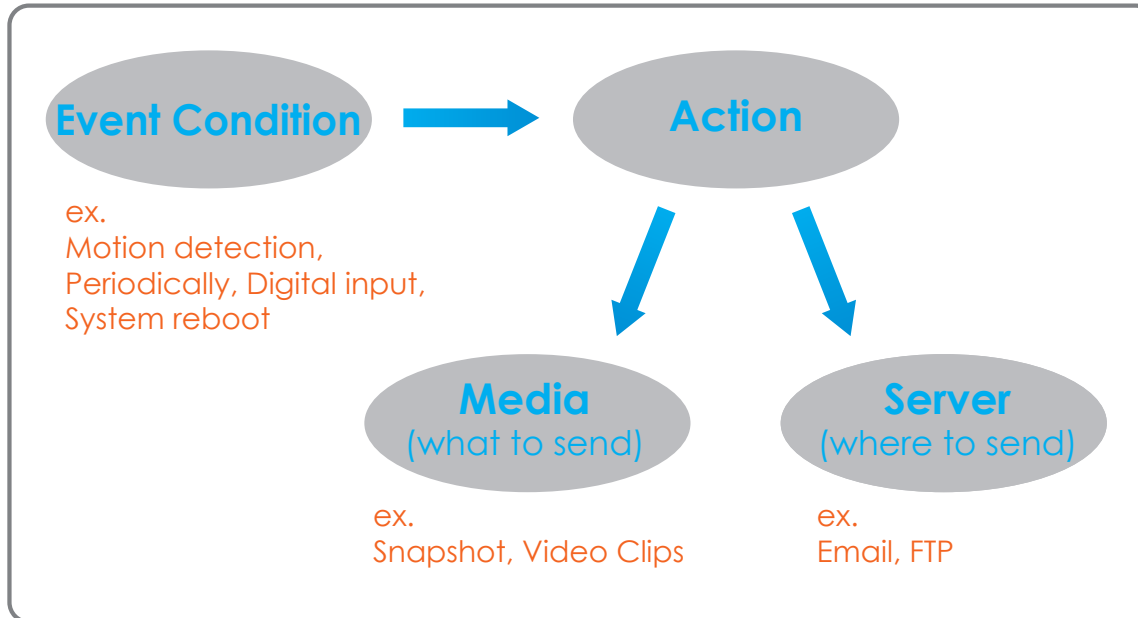 Event Condition
Action
ex.
Motion detection,
Periodically, Digital input,
System reboot
Media
(what to send)
Server
(where to send)
ex.
Snapshot, Video Clips
ex.
Email, FTP